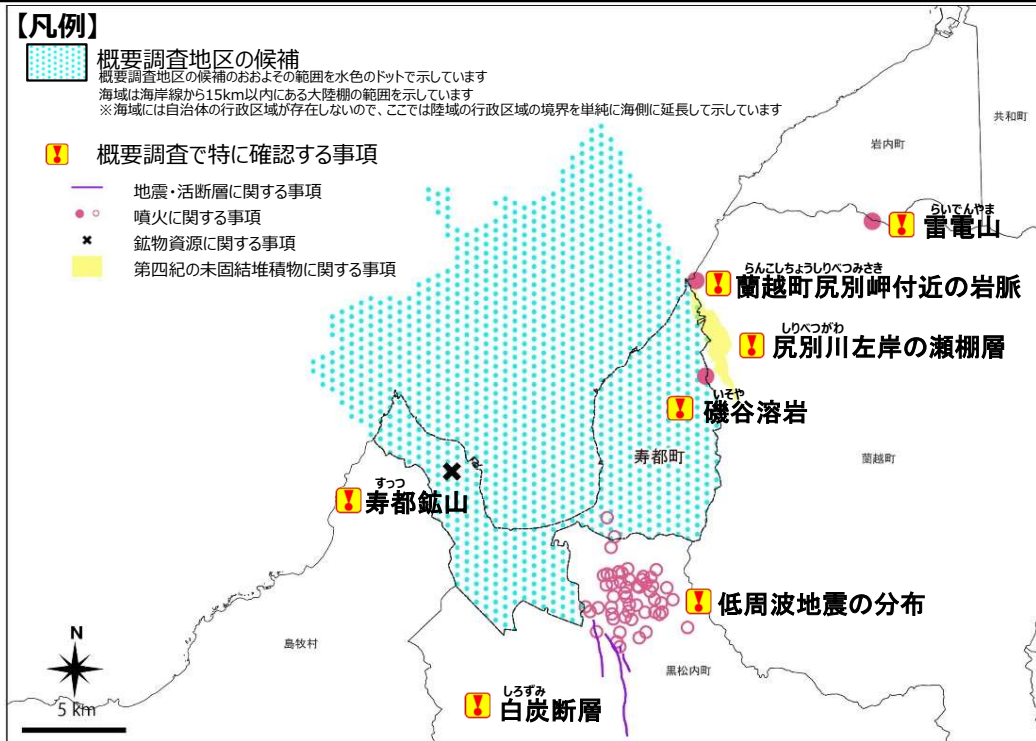 【凡例】
概要調査地区の候補
概要調査地区の候補のおおよその範囲を水色のドットで示しています
海域は海岸線から15km以内にある大陸棚の範囲を示しています
※海域には自治体の行政区域が存在しないので、ここでは陸域の行政区域の境界を単純に海側に延長して示しています
概要調査で特に確認する事項
地震・活断層に関する事項
噴火に関する事項
鉱物資源に関する事項
第四紀の未固結堆積物に関する事項
共和町
岩内町
らいでんやま
雷電山
らんこしちょうしりべつみさき
蘭越町尻別岬付近の岩脈
しりべつがわ
尻別川左岸の瀬棚層
いそや
磯谷溶岩
寿都町
蘭越町
すっつ
寿都鉱山
低周波地震の分布
島牧村
黒松内町
しろずみ
白炭断層
N
5 km